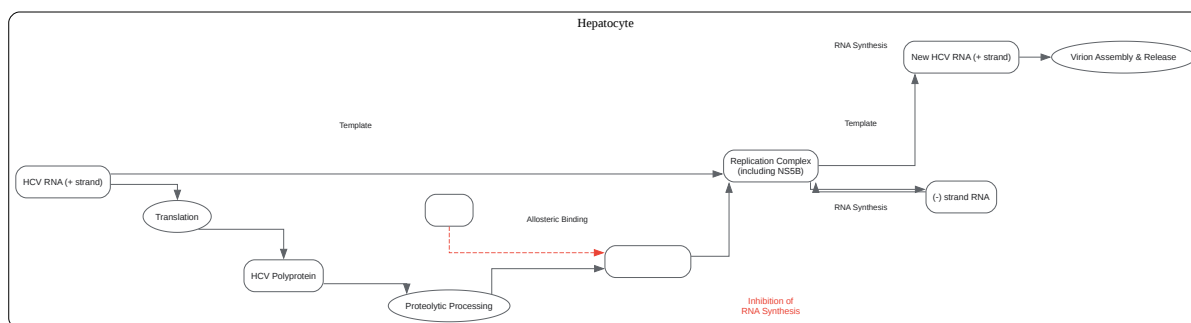 Hepatocyte
RNA Synthesis
New HCV RNA (+ strand)
Virion Assembly & Release
Template
Template
HCV RNA (+ strand)
Replication Complex
(including NS5B)
(-) strand RNA
RNA Synthesis
Translation
Allosteric Binding
HCV Polyprotein
Proteolytic Processing
Inhibition of
RNA Synthesis